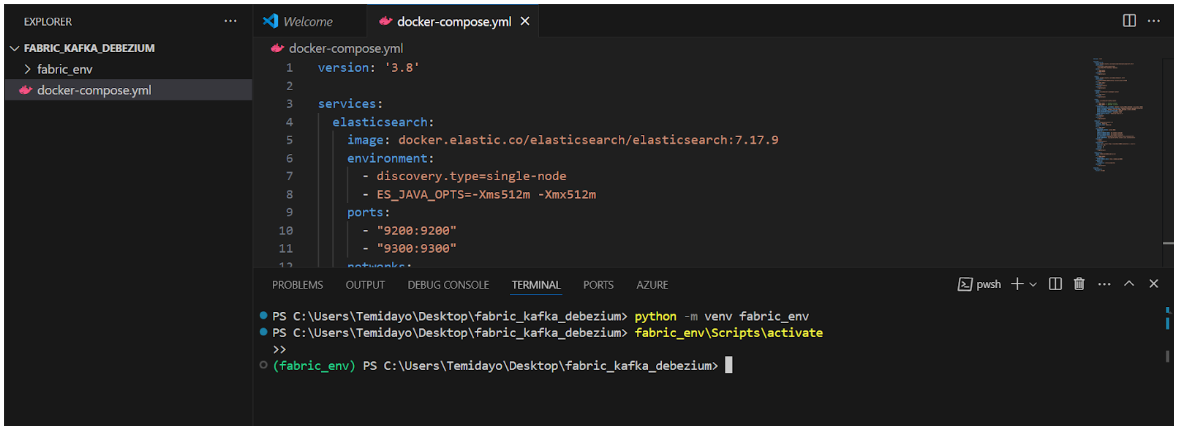 EXPLORER
···
FABRIC_KAFKA_DEBEZIUM
fabric_env
docker-compose.yml
Welcome
docker-compose.yml
···
docker-compose.yml
1 version: '3.8'
2
3 services:
4 elasticsearch:
5 image: docker.elastic.co/elasticsearch/elasticsearch:7.17.9
6 environment:
7 - discovery.type=single-node
8 - ES_JAVA_OPTS=-Xms512m -Xmx512m
9 ports:
10 - "9200:9200"
11 - "9300:9300"
12 networks:
PROBLEMS OUTPUT DEBUG CONSOLE TERMINAL PORTS AZURE
pwsh
···
PS C:\Users\Temidayo\Desktop\fabric_kafka_debezium> python -m venv fabric_env
PS C:\Users\Temidayo\Desktop\fabric_kafka_debezium> fabric_env\Scripts\activate
>>
(fabric_env) PS C:\Users\Temidayo\Desktop\fabric_kafka_debezium>